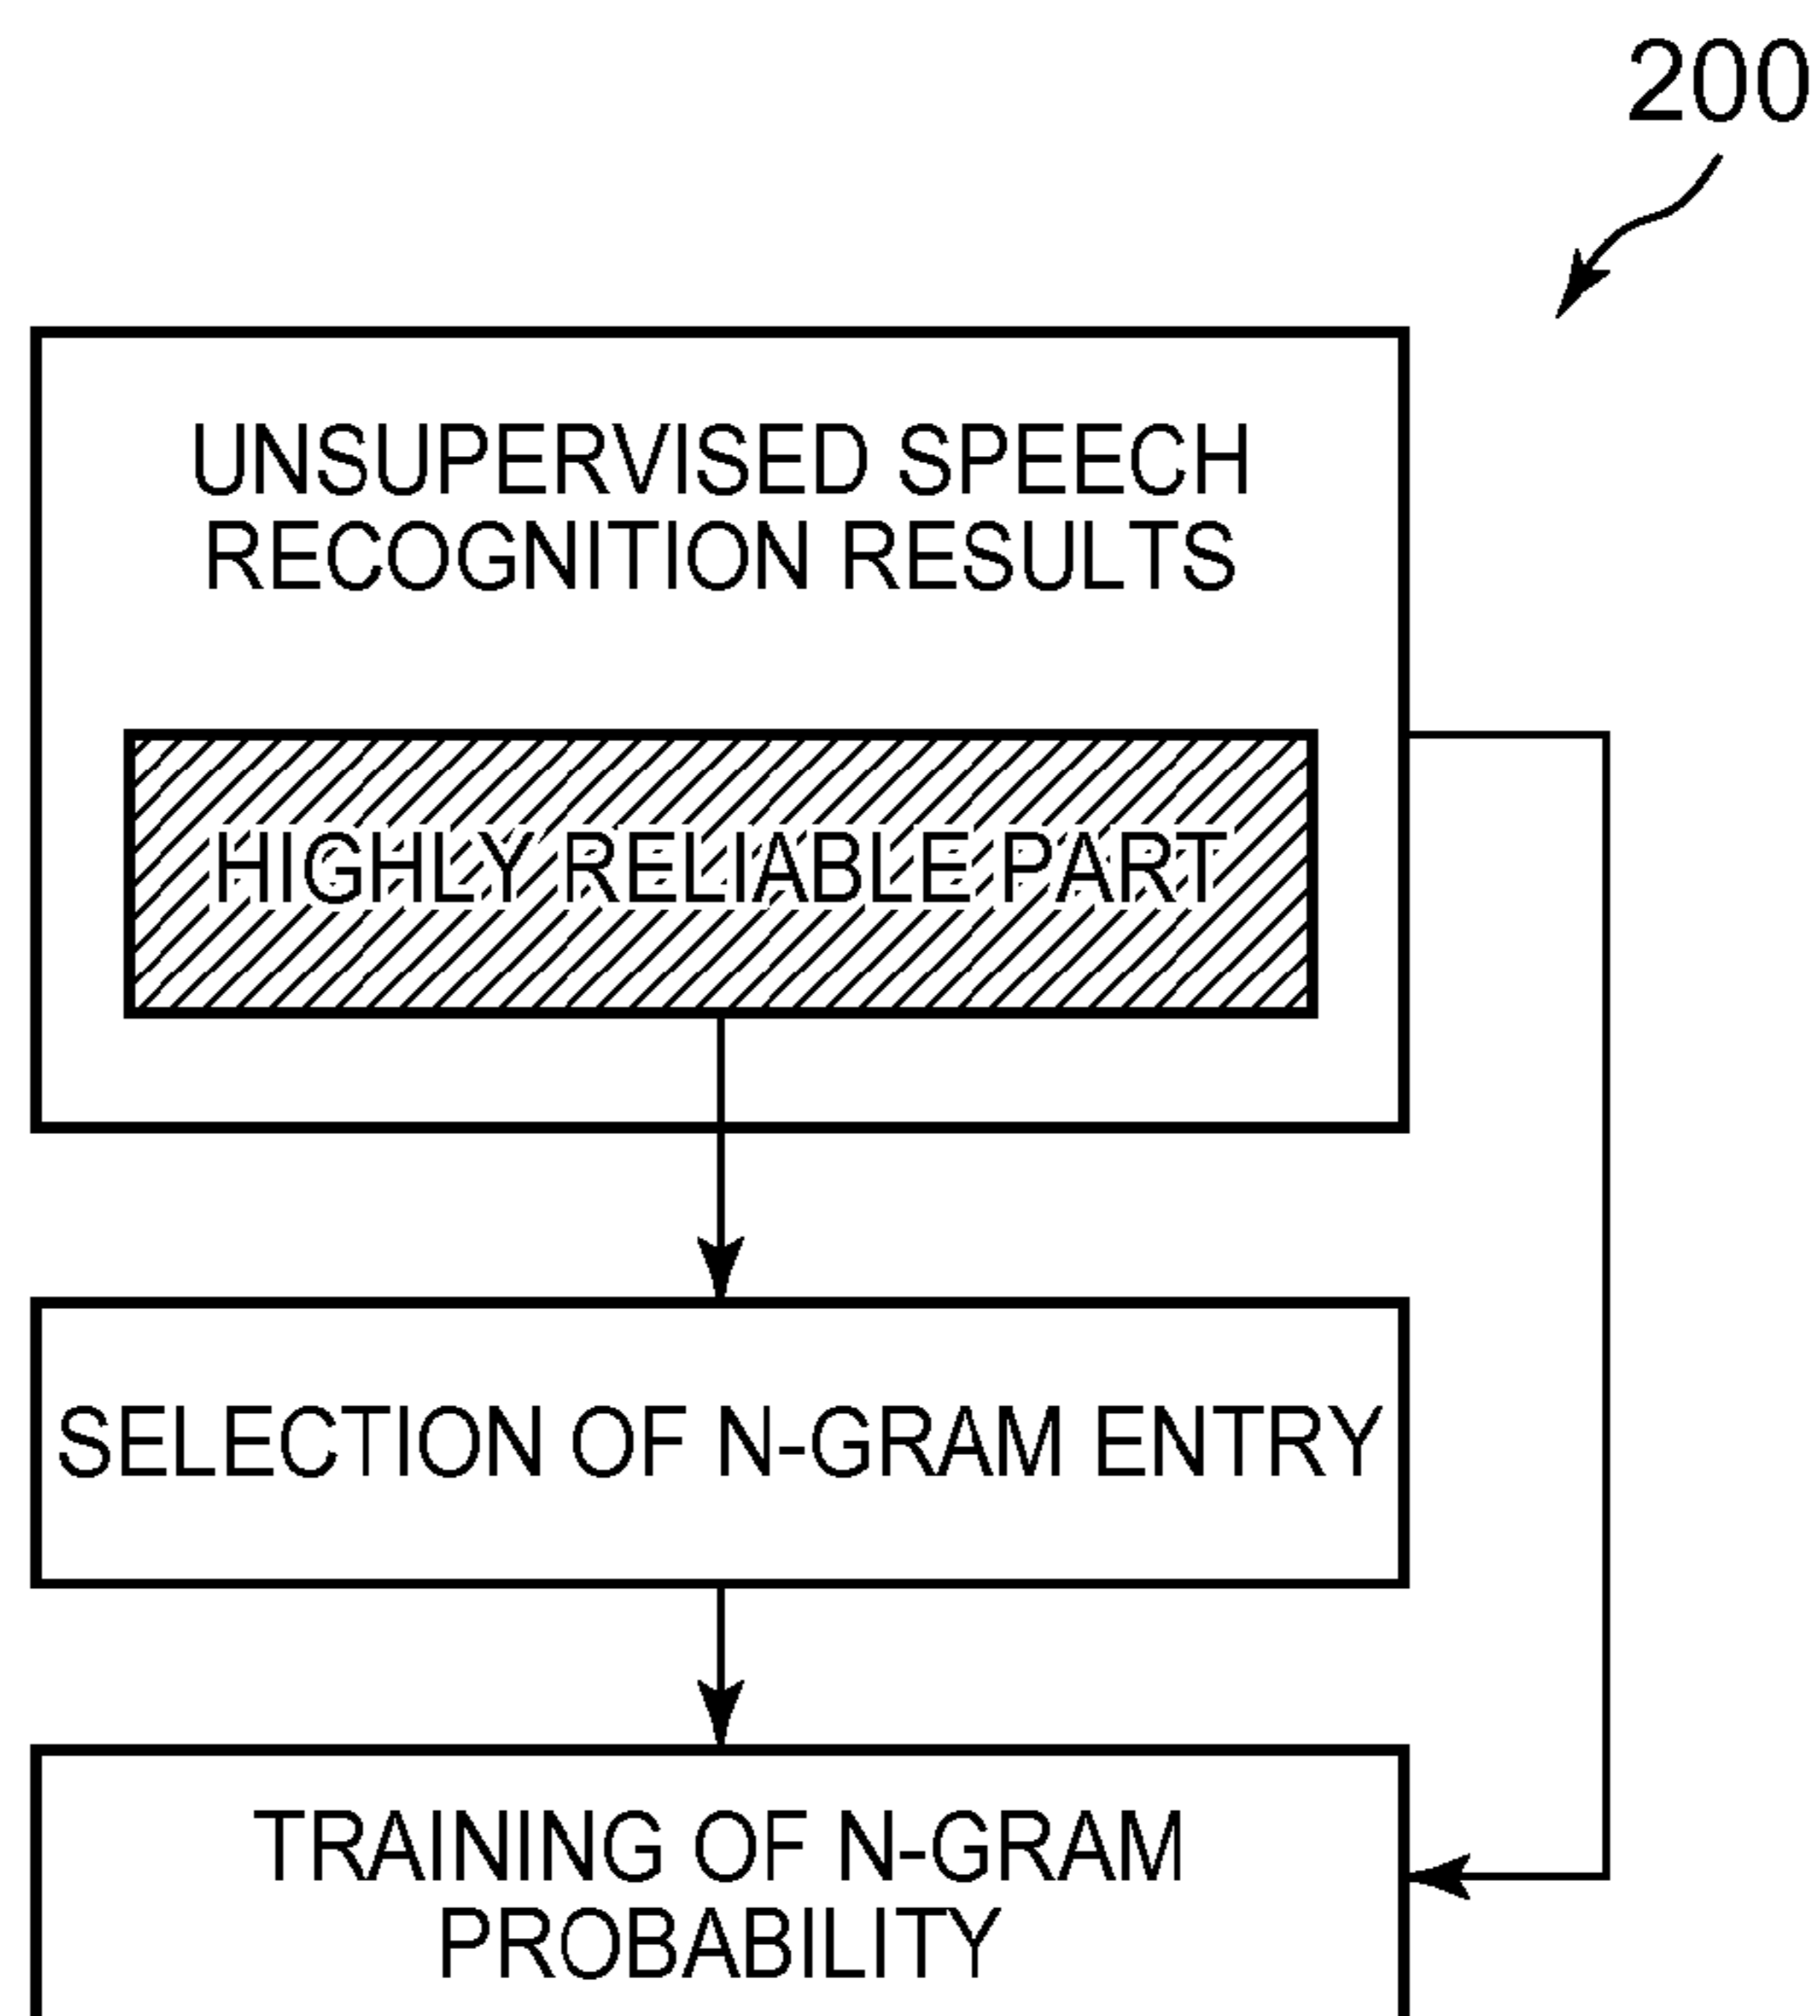 200
UNSUPERVISED SPEECH
RECOGNITION RESULTS
HIGHLY RELIABLE PART
SELECTION OF N-GRAM ENTRY
TRAINING OF N-GRAM
PROBABILITY